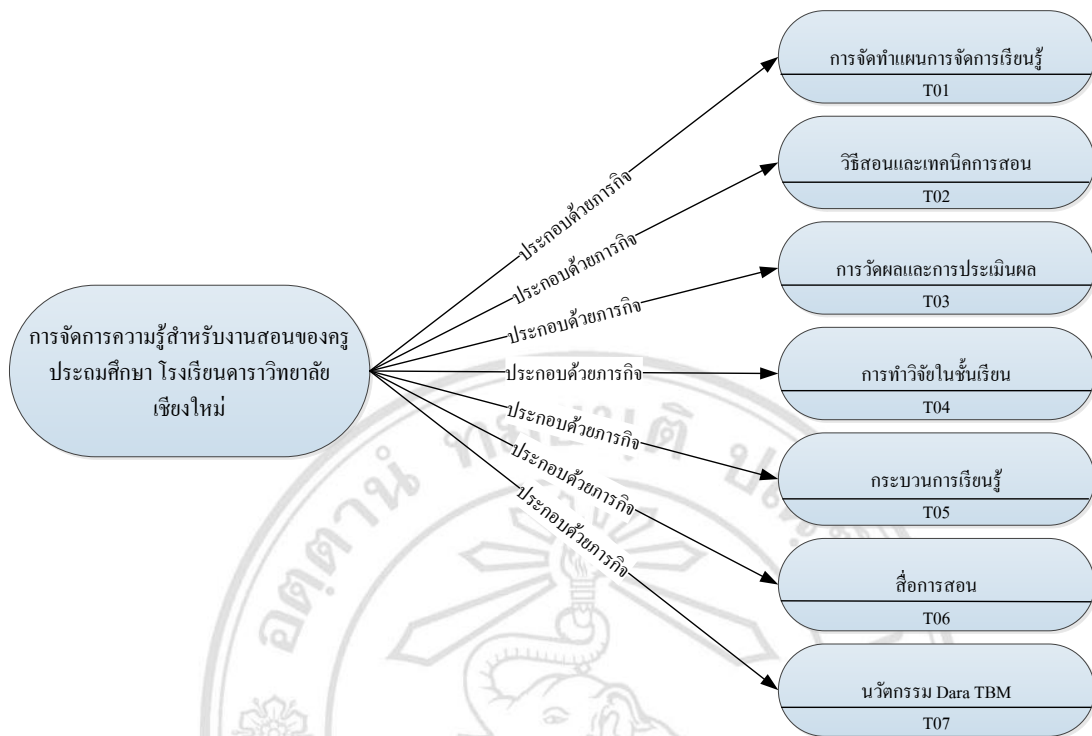 การจัดการความรู้สำหรับงานสอนของครู
ประถมศึกษา โรงเรียนดาราวิทยาลัย
เชียงใหม่
ประกอบด้วยภารกิจ
ประกอบด้วยภารกิจ
ประกอบด้วยภารกิจ
ประกอบด้วยภารกิจ
ประกอบด้วยภารกิจ
ประกอบด้วยภารกิจ
ประกอบด้วยภารกิจ
การจัดทำแผนการจัดการเรียนรู้
T01
วิธีสอนและเทคนิคการสอน
T02
การวัดผลและการประเมินผล
T03
การทำวิจัยในชั้นเรียน
T04
กระบวนการเรียนรู้
T05
สื่อการสอน
T06
นวัตกรรม Dara TBM
T07
อตฺตานํ